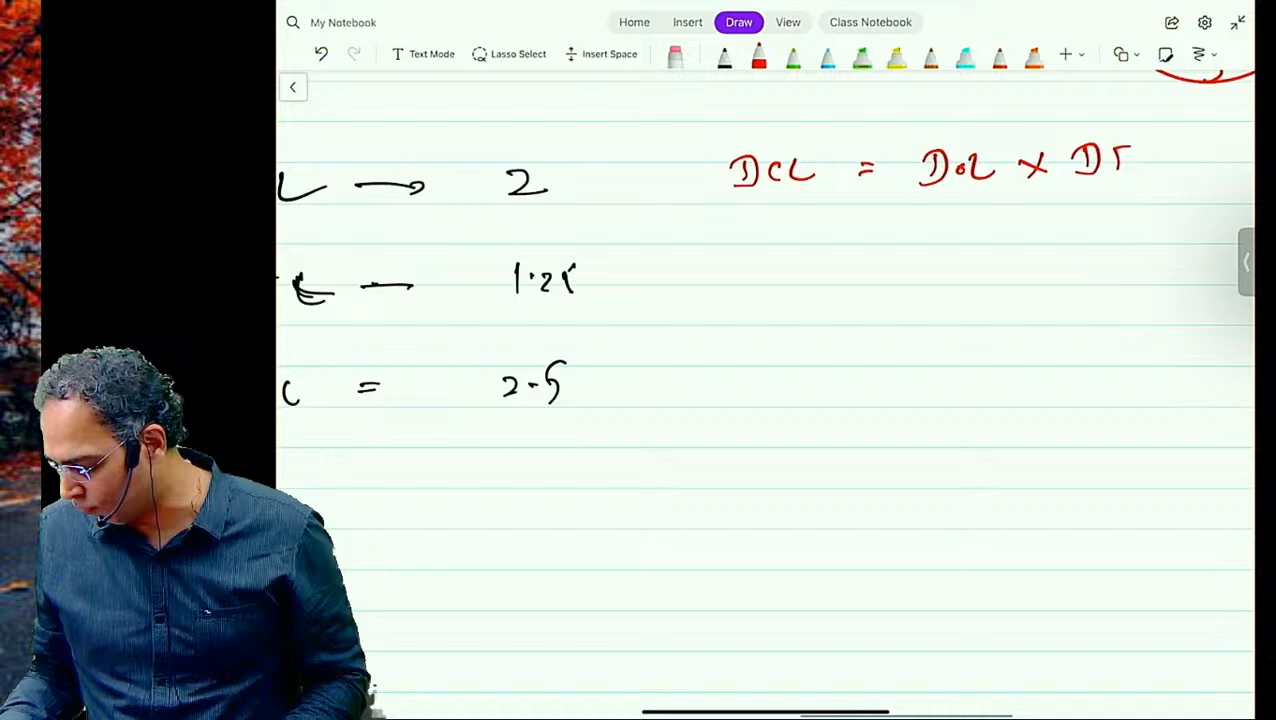 My Notebook
Home Insert Draw View Class Notebook
Text Mode Lasso Select Insert Space
L → 2
DCL = DOL × DF
— 1.25
C = 2.5